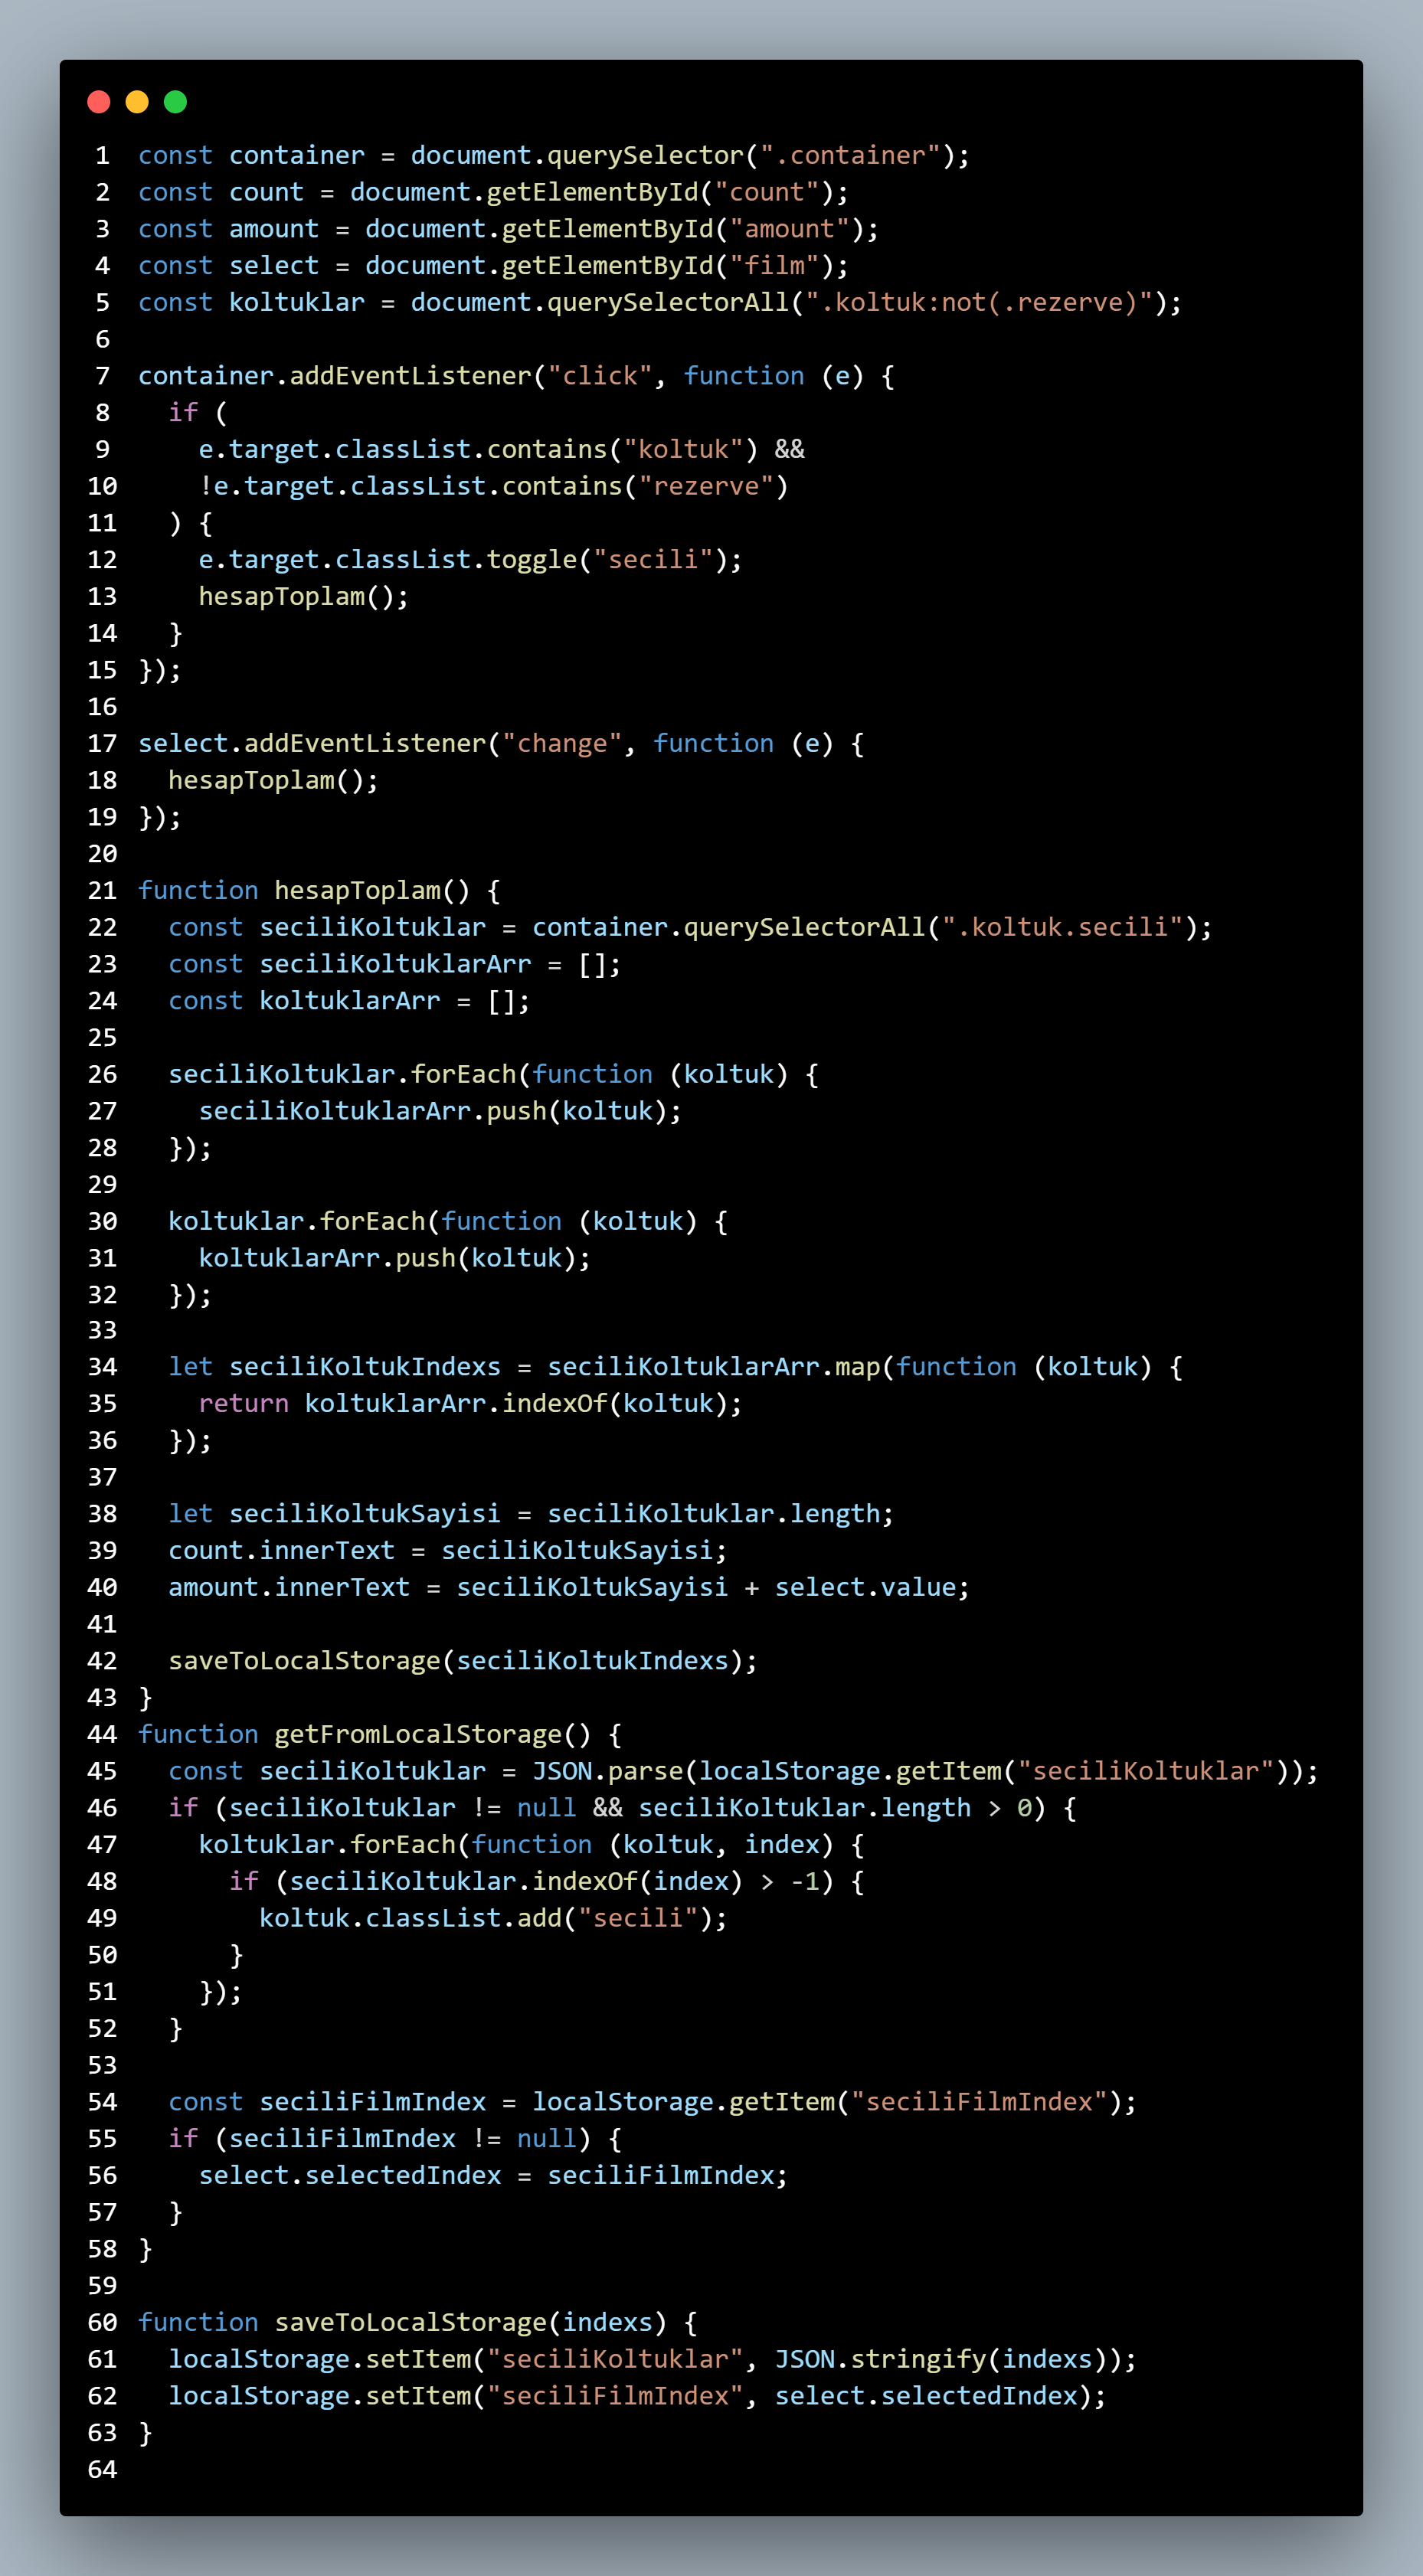 1 const container = document.querySelector(".container");
2 const count = document.getElementById("count");
3 const amount = document.getElementById("amount");
4 const select = document.getElementById("film");
5 const koltuklar = document.querySelectorAll(".koltuk:not(.rezerve)");
6
7 container.addEventListener("click", function (e) {
8   if (
9     e.target.classList.contains("koltuk") &&
10     !e.target.classList.contains("rezerve")
11   ) {
12     e.target.classList.toggle("secili");
13     hesapToplam();
14   }
15 });
16
17 select.addEventListener("change", function (e) {
18   hesapToplam();
19 });
20
21 function hesapToplam() {
22   const seciliKoltuklar = container.querySelectorAll(".koltuk.secili");
23   const seciliKoltuklarArr = [];
24   const koltuklarArr = [];
25
26   seciliKoltuklar.forEach(function (koltuk) {
27     seciliKoltuklarArr.push(koltuk);
28   });
29
30   koltuklar.forEach(function (koltuk) {
31     koltuklarArr.push(koltuk);
32   });
33
34   let seciliKoltukIndexs = seciliKoltuklarArr.map(function (koltuk) {
35     return koltuklarArr.indexOf(koltuk);
36   });
37
38   let seciliKoltukSayisi = seciliKoltuklar.length;
39   count.innerText = seciliKoltukSayisi;
40   amount.innerText = seciliKoltukSayisi + select.value;
41
42   saveToLocalStorage(seciliKoltukIndexs);
43 }
44 function getFromLocalStorage() {
45   const seciliKoltuklar = JSON.parse(localStorage.getItem("seciliKoltuklar"));
46   if (seciliKoltuklar != null && seciliKoltuklar.length > 0) {
47     koltuklar.forEach(function (koltuk, index) {
48       if (seciliKoltuklar.indexOf(index) > -1) {
49         koltuk.classList.add("secili");
50       }
51     });
52   }
53
54   const seciliFilmIndex = localStorage.getItem("seciliFilmIndex");
55   if (seciliFilmIndex != null) {
56     select.selectedIndex = seciliFilmIndex;
57   }
58 }
59
60 function saveToLocalStorage(indexs) {
61   localStorage.setItem("seciliKoltuklar", JSON.stringify(indexs));
62   localStorage.setItem("seciliFilmIndex", select.selectedIndex);
63 }
64